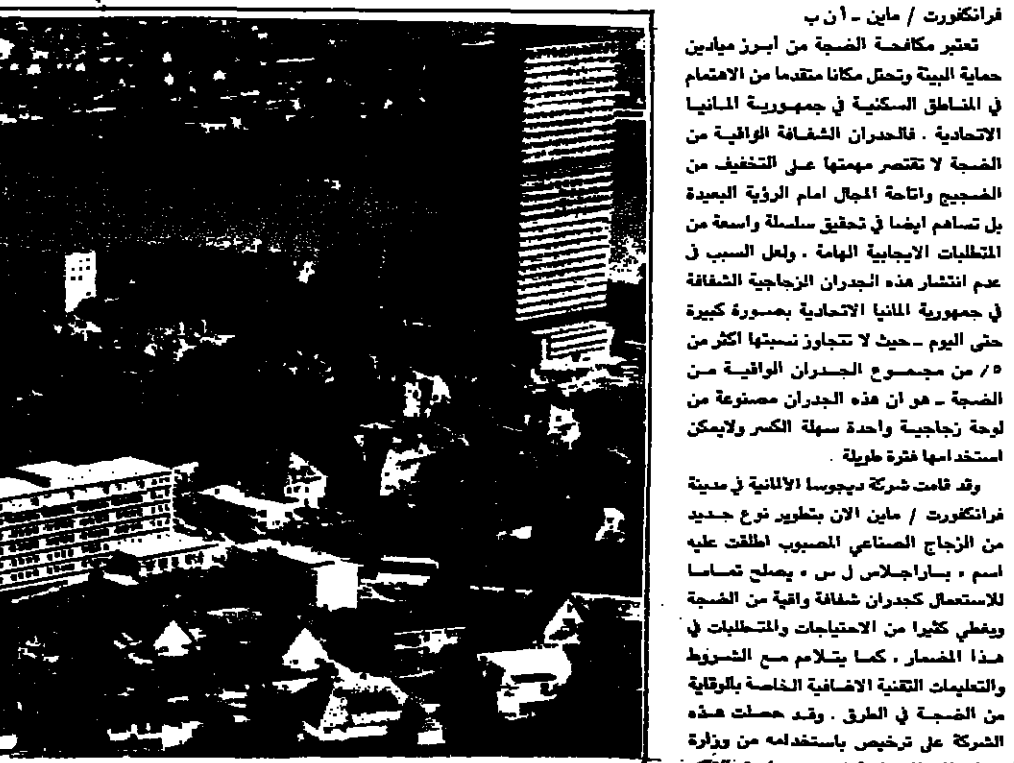 فرانكفورت / ماين ـ أ ن ب
تعتبر مكافحة الضجة من أبرز ميادين
حماية البيئة وتحتل مكانا متقدما من الاهتمام
في المناطق السكنية في جمهورية المانيا
الاتحادية . فالجدران الشفافة الواقية من
الضجة لا تقتصر مهمتها على التخفيف من
الضجيج واتاحة المجال امام الرؤية البعيدة
بل تساهم ايضا في تحقيق سلسلة واسعة من
المتطلبات الايجابية الهامة . ولعل السبب في
عدم انتشار هذه الجدران الزجاجية الشفافة
في جمهورية المانيا الاتحادية بصورة كبيرة
حتى اليوم ـ حيث لا تتجاوز نسبتها اكثر من
٥٪ من مجموع الجدران الواقية من
الضجة ـ هو ان هذه الجدران مصنوعة من
لوحة زجاجية واحدة سهلة الكسر ولايمكن
استخدامها فترة طويلة .
وقد قامت شركة ديجوسا الالمانية في مدينة
فرانكفورت / ماين الان بتطوير نوع جديد
من الزجاج الصناعي المصبوب اطلقت عليه
اسم « باراجلاس ل س » يصلح تماما
للاستعمال كجدران شفافة واقية من الضجة
ويغطي كثيرا من الاحتياجات والمتطلبات في
هذا المضمار ، كما يتلاءم مع الشروط
والتعليمات التقنية الاضافية الخاصة بالوقاية
من الضجة في الطرق . وقد حصلت هذه
الشركة على ترخيص باستخدامه من وزارة